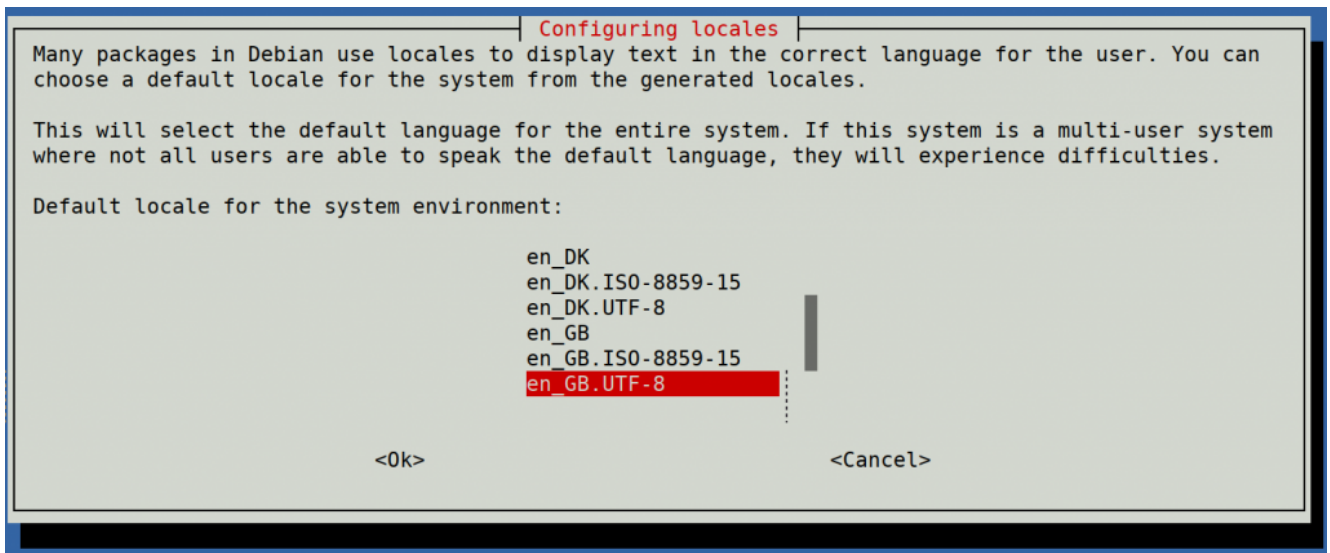 Configuring locales
Many packages in Debian use locales to display text in the correct language for the user. You can
choose a default locale for the system from the generated locales.
This will select the default language for the entire system. If this system is a multi-user system
where not all users are able to speak the default language, they will experience difficulties.
Default locale for the system environment:
en_DK
en_DK.ISO-8859-15
en_DK.UTF-8
en_GB
en_GB.ISO-8859-15
en_GB.UTF-8
<Ok> <Cancel>